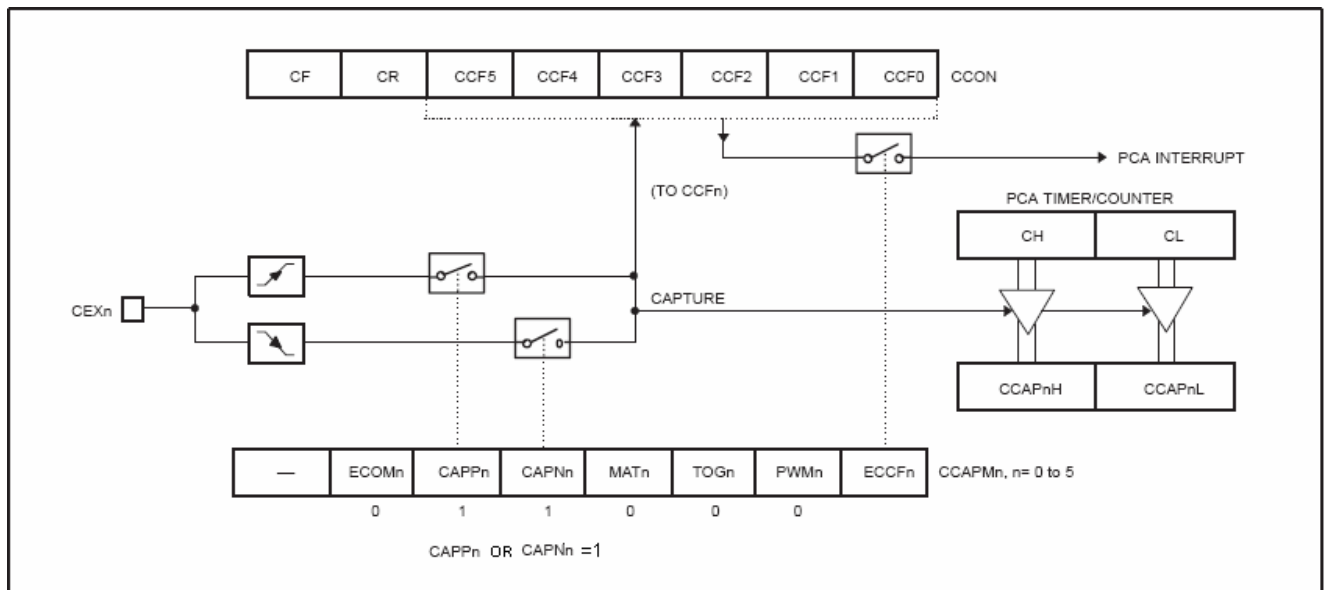 CF CR CCF5 CCF4 CCF3 CCF2 CCF1 CCF0 CCON
PCA INTERRUPT
(TO CCFn)
PCA TIMER/COUNTER
CH CL
CEXn
CAPTURE
CCAPnH CCAPnL
— ECOMn CAPPn CAPNn MATn TOGn PWMn ECCFn CCAPMn, n= 0 to 5
0 1 1 0 0 0
CAPPn OR CAPNn =1